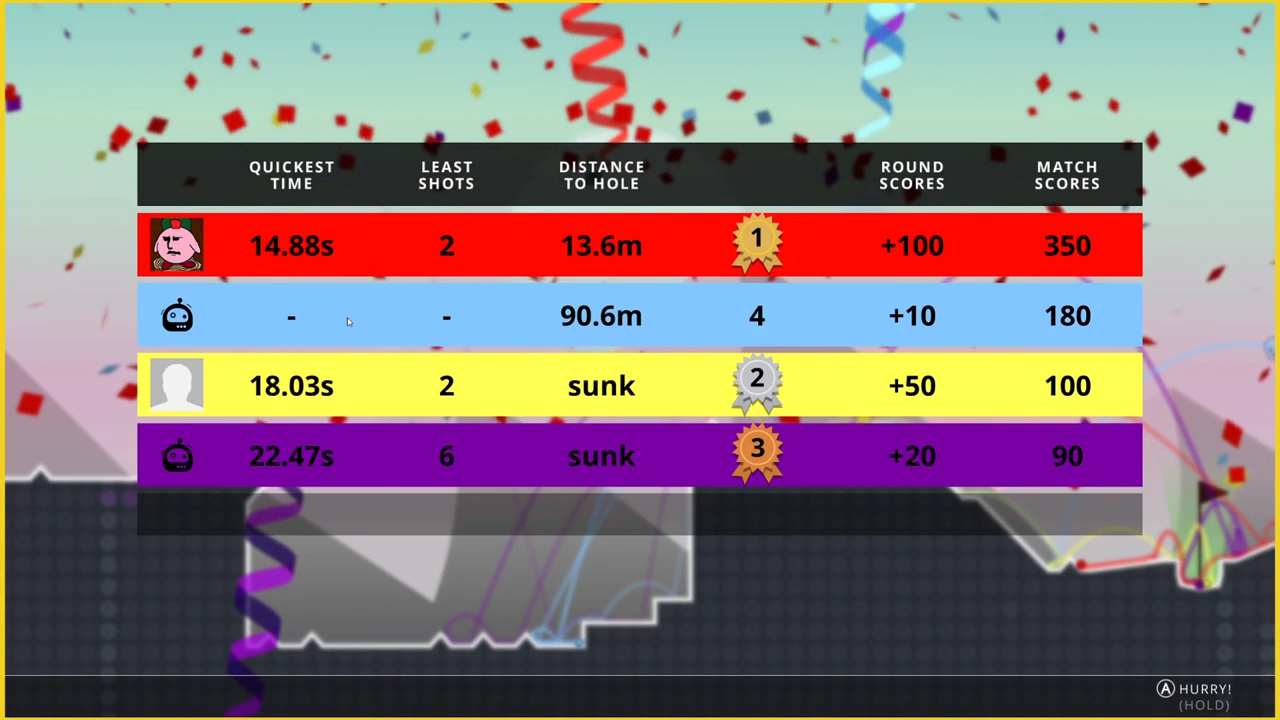 QUICKEST TIME LEAST SHOTS DISTANCE TO HOLE ROUND SCORES MATCH SCORES
14.88s 2 13.6m 1 +100 350
- - 90.6m 4 +10 180
18.03s 2 sunk 2 +50 100
22.47s 6 sunk 3 +20 90
A HURRY!
(HOLD)